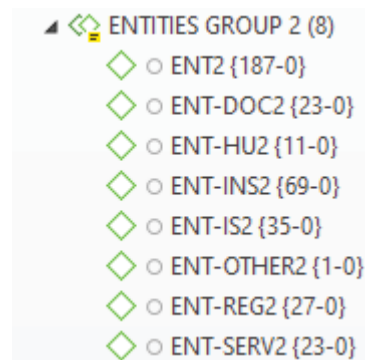 ENTITIES GROUP 2 (8)
ENT2 {187-0}
ENT-DOC2 {23-0}
ENT-HU2 {11-0}
ENT-INS2 {69-0}
ENT-IS2 {35-0}
ENT-OTHER2 {1-0}
ENT-REG2 {27-0}
ENT-SERV2 {23-0}